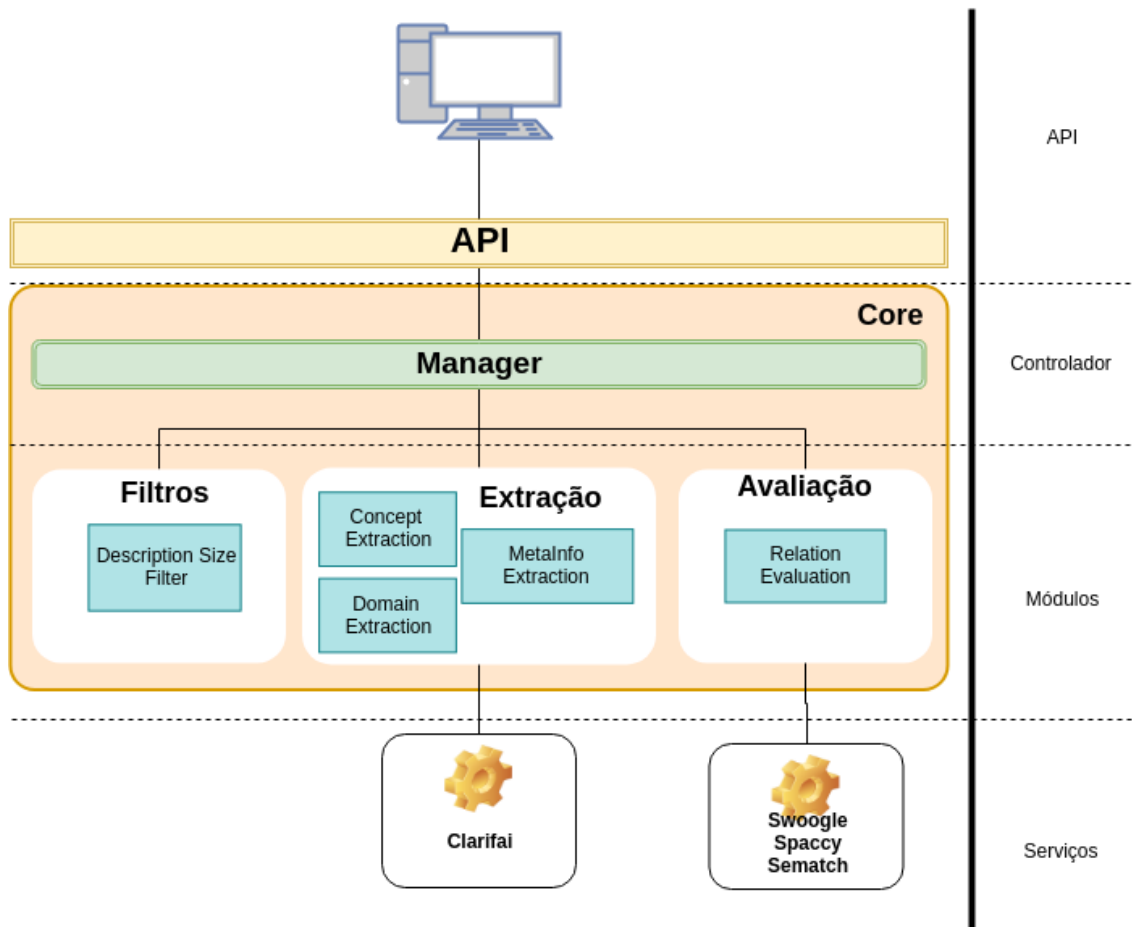 API
API
Core
Manager
Controlador
Filtros
Description Size
Filter
Extração
Concept
Extraction
MetaInfo
Extraction
Domain
Extraction
Avaliação
Relation
Evaluation
Módulos
Clarifai
Swoogle
Spaccy
Sematch
Serviços